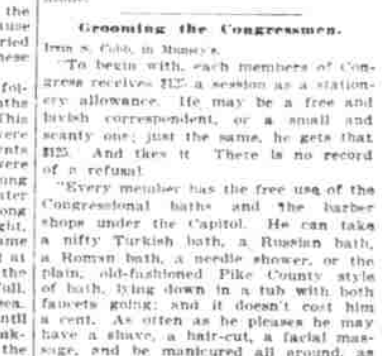 the
Grooming the Congressmen.
Irvin S. Cobb, in Munsey's.
"To begin with, each members of Con-
gress receives $125 a session as a station-
ery allowance. He may be a free and
lavish correspondent, or a small and
scanty one; just the same, he gets that
$125. And tkes it There is no record
of a refusal
"Every member has the free use of the
Congressional baths and the barber
shops under the Capitol. He can take
a nifty Turkish bath, a Russian bath,
a Roman bath, a needle shower, or the
plain, old-fashioned Pike County style
of bath, lying down in a tub with both
faucets going; and it doesn't cost him
a cent. As often as he pleases he may
have a shave, a hair-cut, a facial mas-
sage, and be manicured all around, as